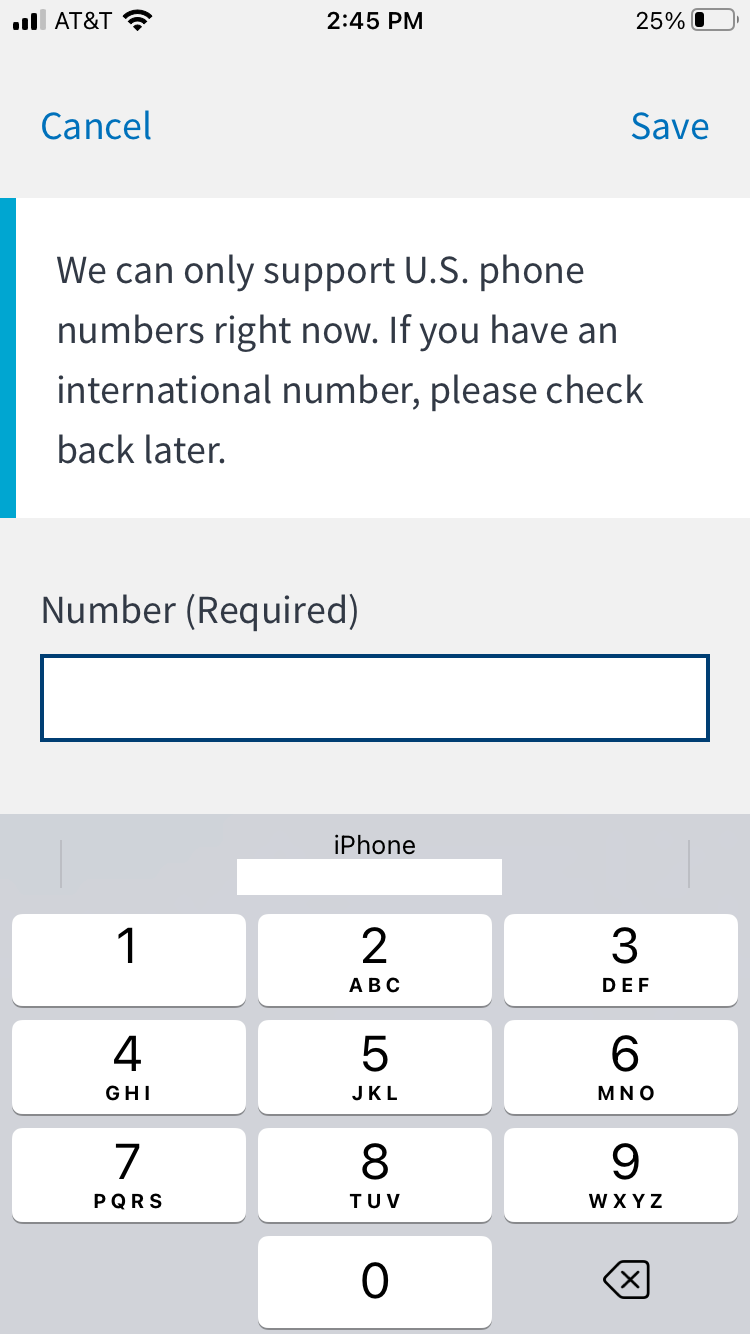 AT&T 2:45 PM 25%
Cancel Save
We can only support U.S. phone
numbers right now. If you have an
international number, please check
back later.
Number (Required)
iPhone
1 2 3
ABC DEF
4 5 6
GHI JKL MNO
7 8 9
PQRS TUV WXYZ
0